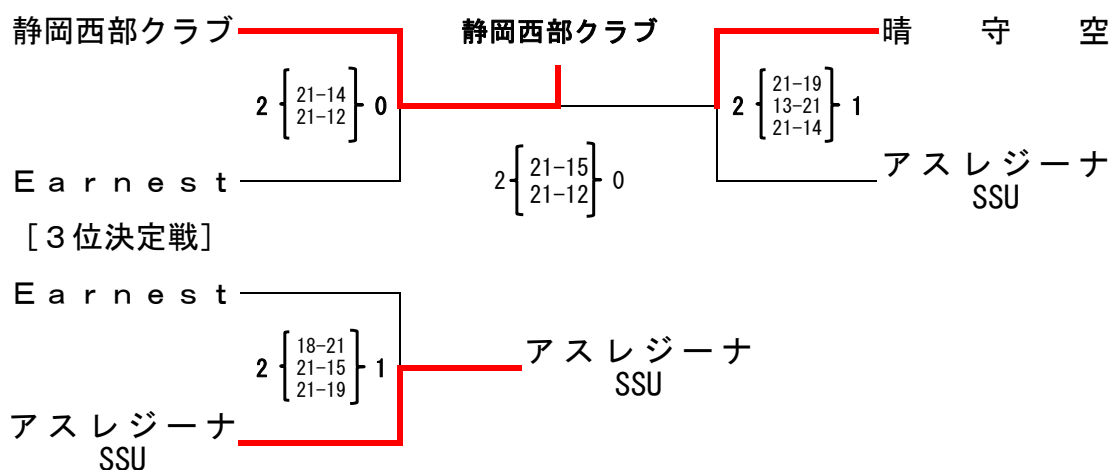 静岡西部クラブ 静岡西部クラブ 晴守空
2 21-14 0 2 21-19 1
21-12 13-21
21-14
Earnest 2 21-15 0 アスレジーナ
21-12 SSU
[3位決定戦]
Earnest
2 18-21 1 アスレジーナ
21-15 SSU
21-19
アスレジーナ
SSU